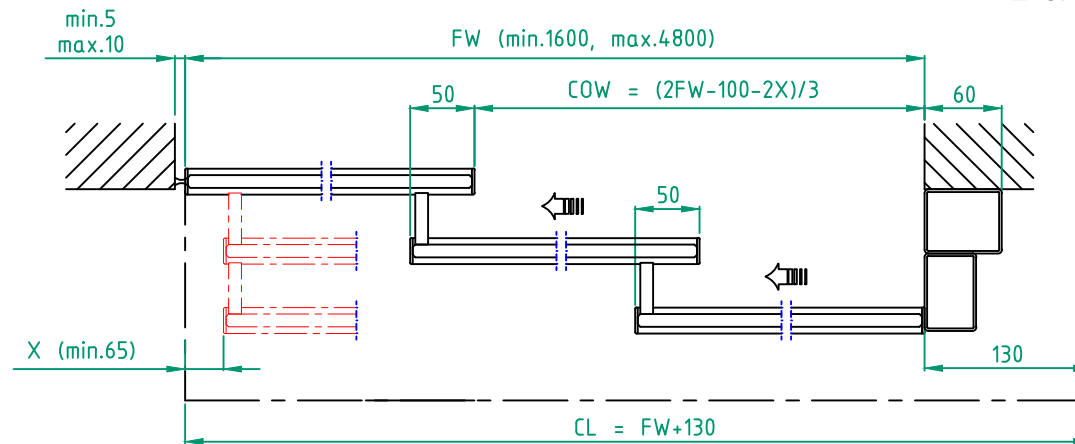 min.5
max.10
FW (min.1600, max.4800)
COW = (2FW-100-2X)/3
50
60
50
X (min.65)
130
CL = FW+130